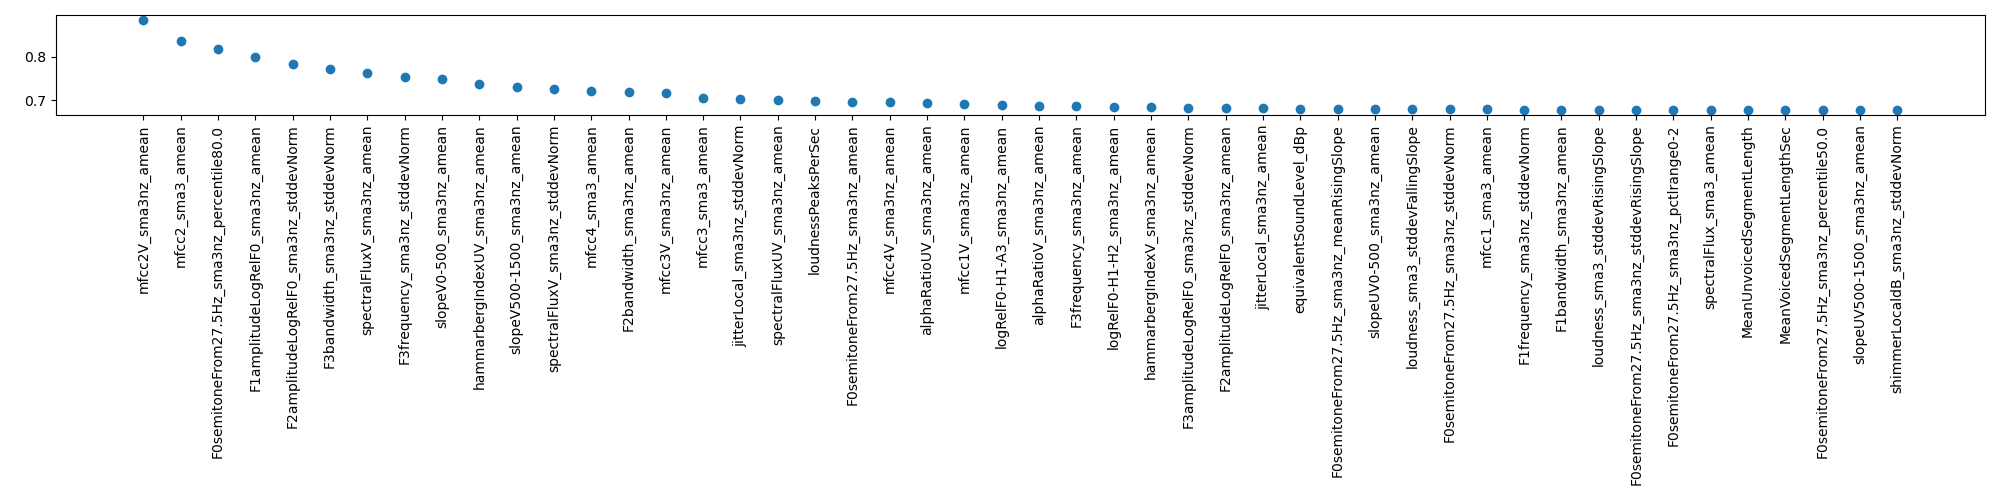 0.8
0.7
mfcc2V_sma3nz_amean
mfcc2_sma3_amean
F0semitoneFrom27.5Hz_sma3nz_percentile80.0
F1amplitudeLogRelF0_sma3nz_amean
F2amplitudeLogRelF0_sma3nz_stddevNorm
F3bandwidth_sma3nz_stddevNorm
spectralFluxV_sma3nz_amean
F3frequency_sma3nz_stddevNorm
slopeV0-500_sma3nz_amean
hammarbergIndexUV_sma3nz_amean
slopeV500-1500_sma3nz_amean
spectralFluxV_sma3nz_stddevNorm
mfcc4_sma3_amean
F2bandwidth_sma3nz_amean
mfcc3V_sma3nz_amean
mfcc3_sma3_amean
jitterLocal_sma3nz_stddevNorm
spectralFluxUV_sma3nz_amean
loudnessPeaksPerSec
F0semitoneFrom27.5Hz_sma3nz_amean
mfcc4V_sma3nz_amean
alphaRatioUV_sma3nz_amean
mfcc1V_sma3nz_amean
logRelF0-H1-A3_sma3nz_amean
alphaRatioV_sma3nz_amean
F3frequency_sma3nz_amean
logRelF0-H1-H2_sma3nz_amean
hammarbergIndexV_sma3nz_amean
F3amplitudeLogRelF0_sma3nz_stddevNorm
F2amplitudeLogRelF0_sma3nz_amean
jitterLocal_sma3nz_amean
equivalentSoundLevel_dBp
F0semitoneFrom27.5Hz_sma3nz_meanRisingSlope
slopeUV0-500_sma3nz_amean
loudness_sma3_stddevFallingSlope
F0semitoneFrom27.5Hz_sma3nz_stddevNorm
mfcc1_sma3_amean
F1frequency_sma3nz_stddevNorm
F1bandwidth_sma3nz_amean
loudness_sma3_stddevRisingSlope
F0semitoneFrom27.5Hz_sma3nz_stddevRisingSlope
F0semitoneFrom27.5Hz_sma3nz_pctlrange0-2
spectralFlux_sma3_amean
MeanUnvoicedSegmentLength
MeanVoicedSegmentLengthSec
F0semitoneFrom27.5Hz_sma3nz_percentile50.0
slopeUV500-1500_sma3nz_amean
shimmerLocaldB_sma3nz_stddevNorm